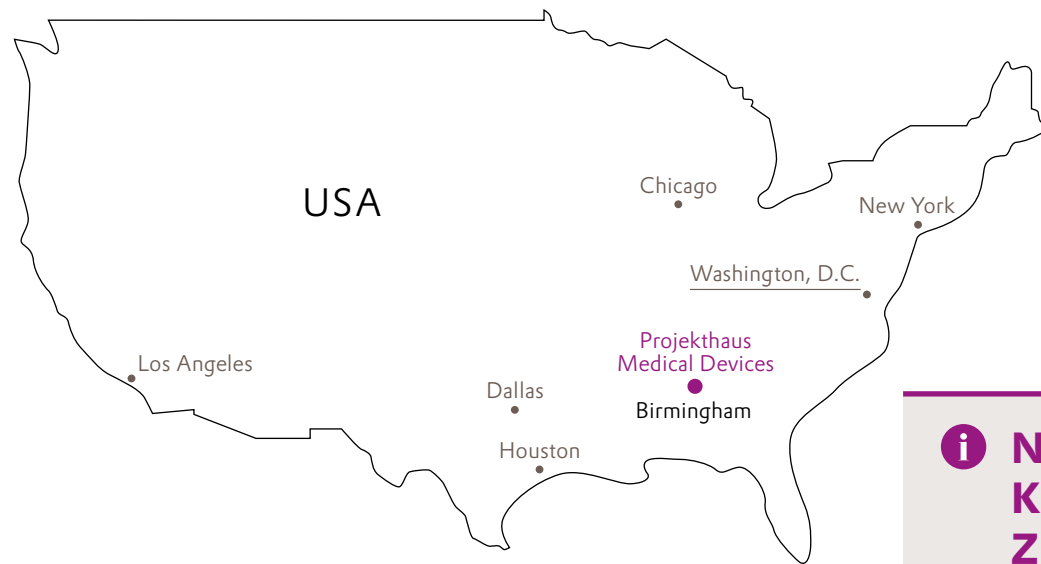 USA
Chicago
New York
Washington, D.C.
Los Angeles
Projekthaus
Medical Devices
Birmingham
Dallas
Houston
i